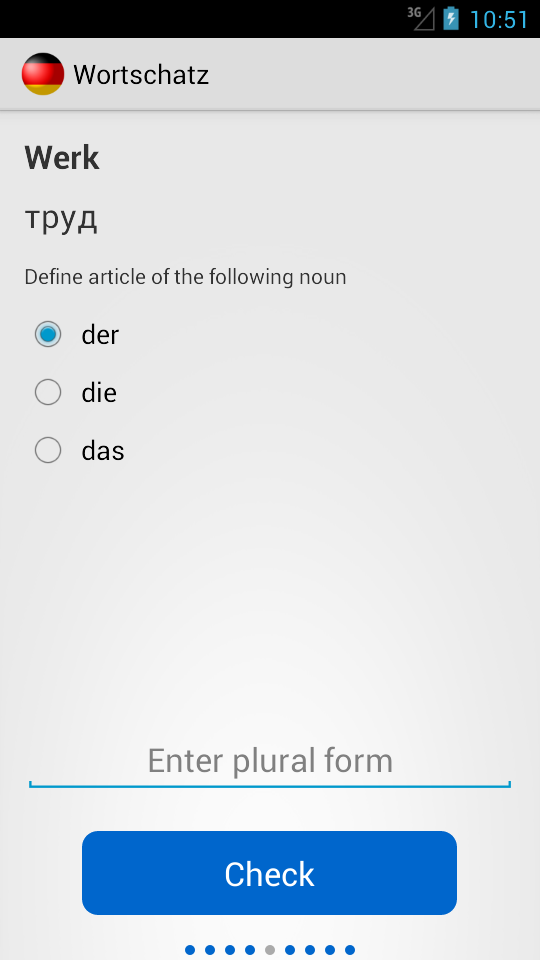 3G 10:51
Wortschatz
Werk
труд
Define article of the following noun
der
die
das
Enter plural form
Check